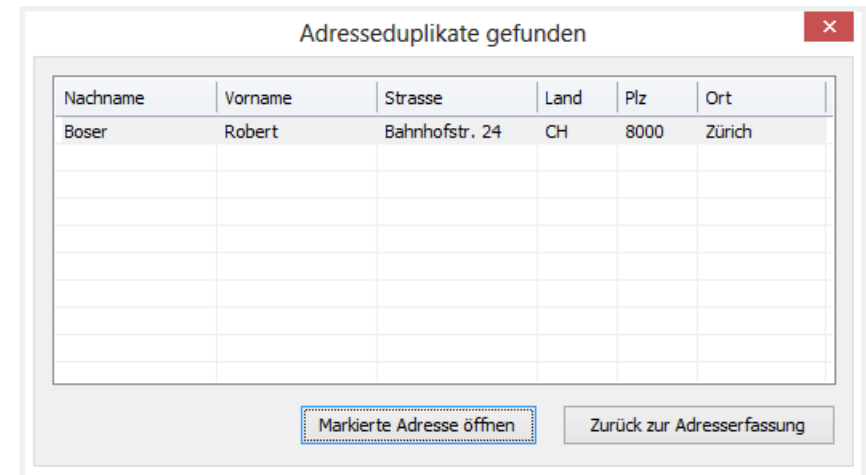 Adresseduplikate gefunden
Nachname Vorname Strasse Land Plz Ort
Boser Robert Bahnhofstr. 24 CH 8000 Zürich
Markierte Adresse öffnen Zurück zur Adresserfassung